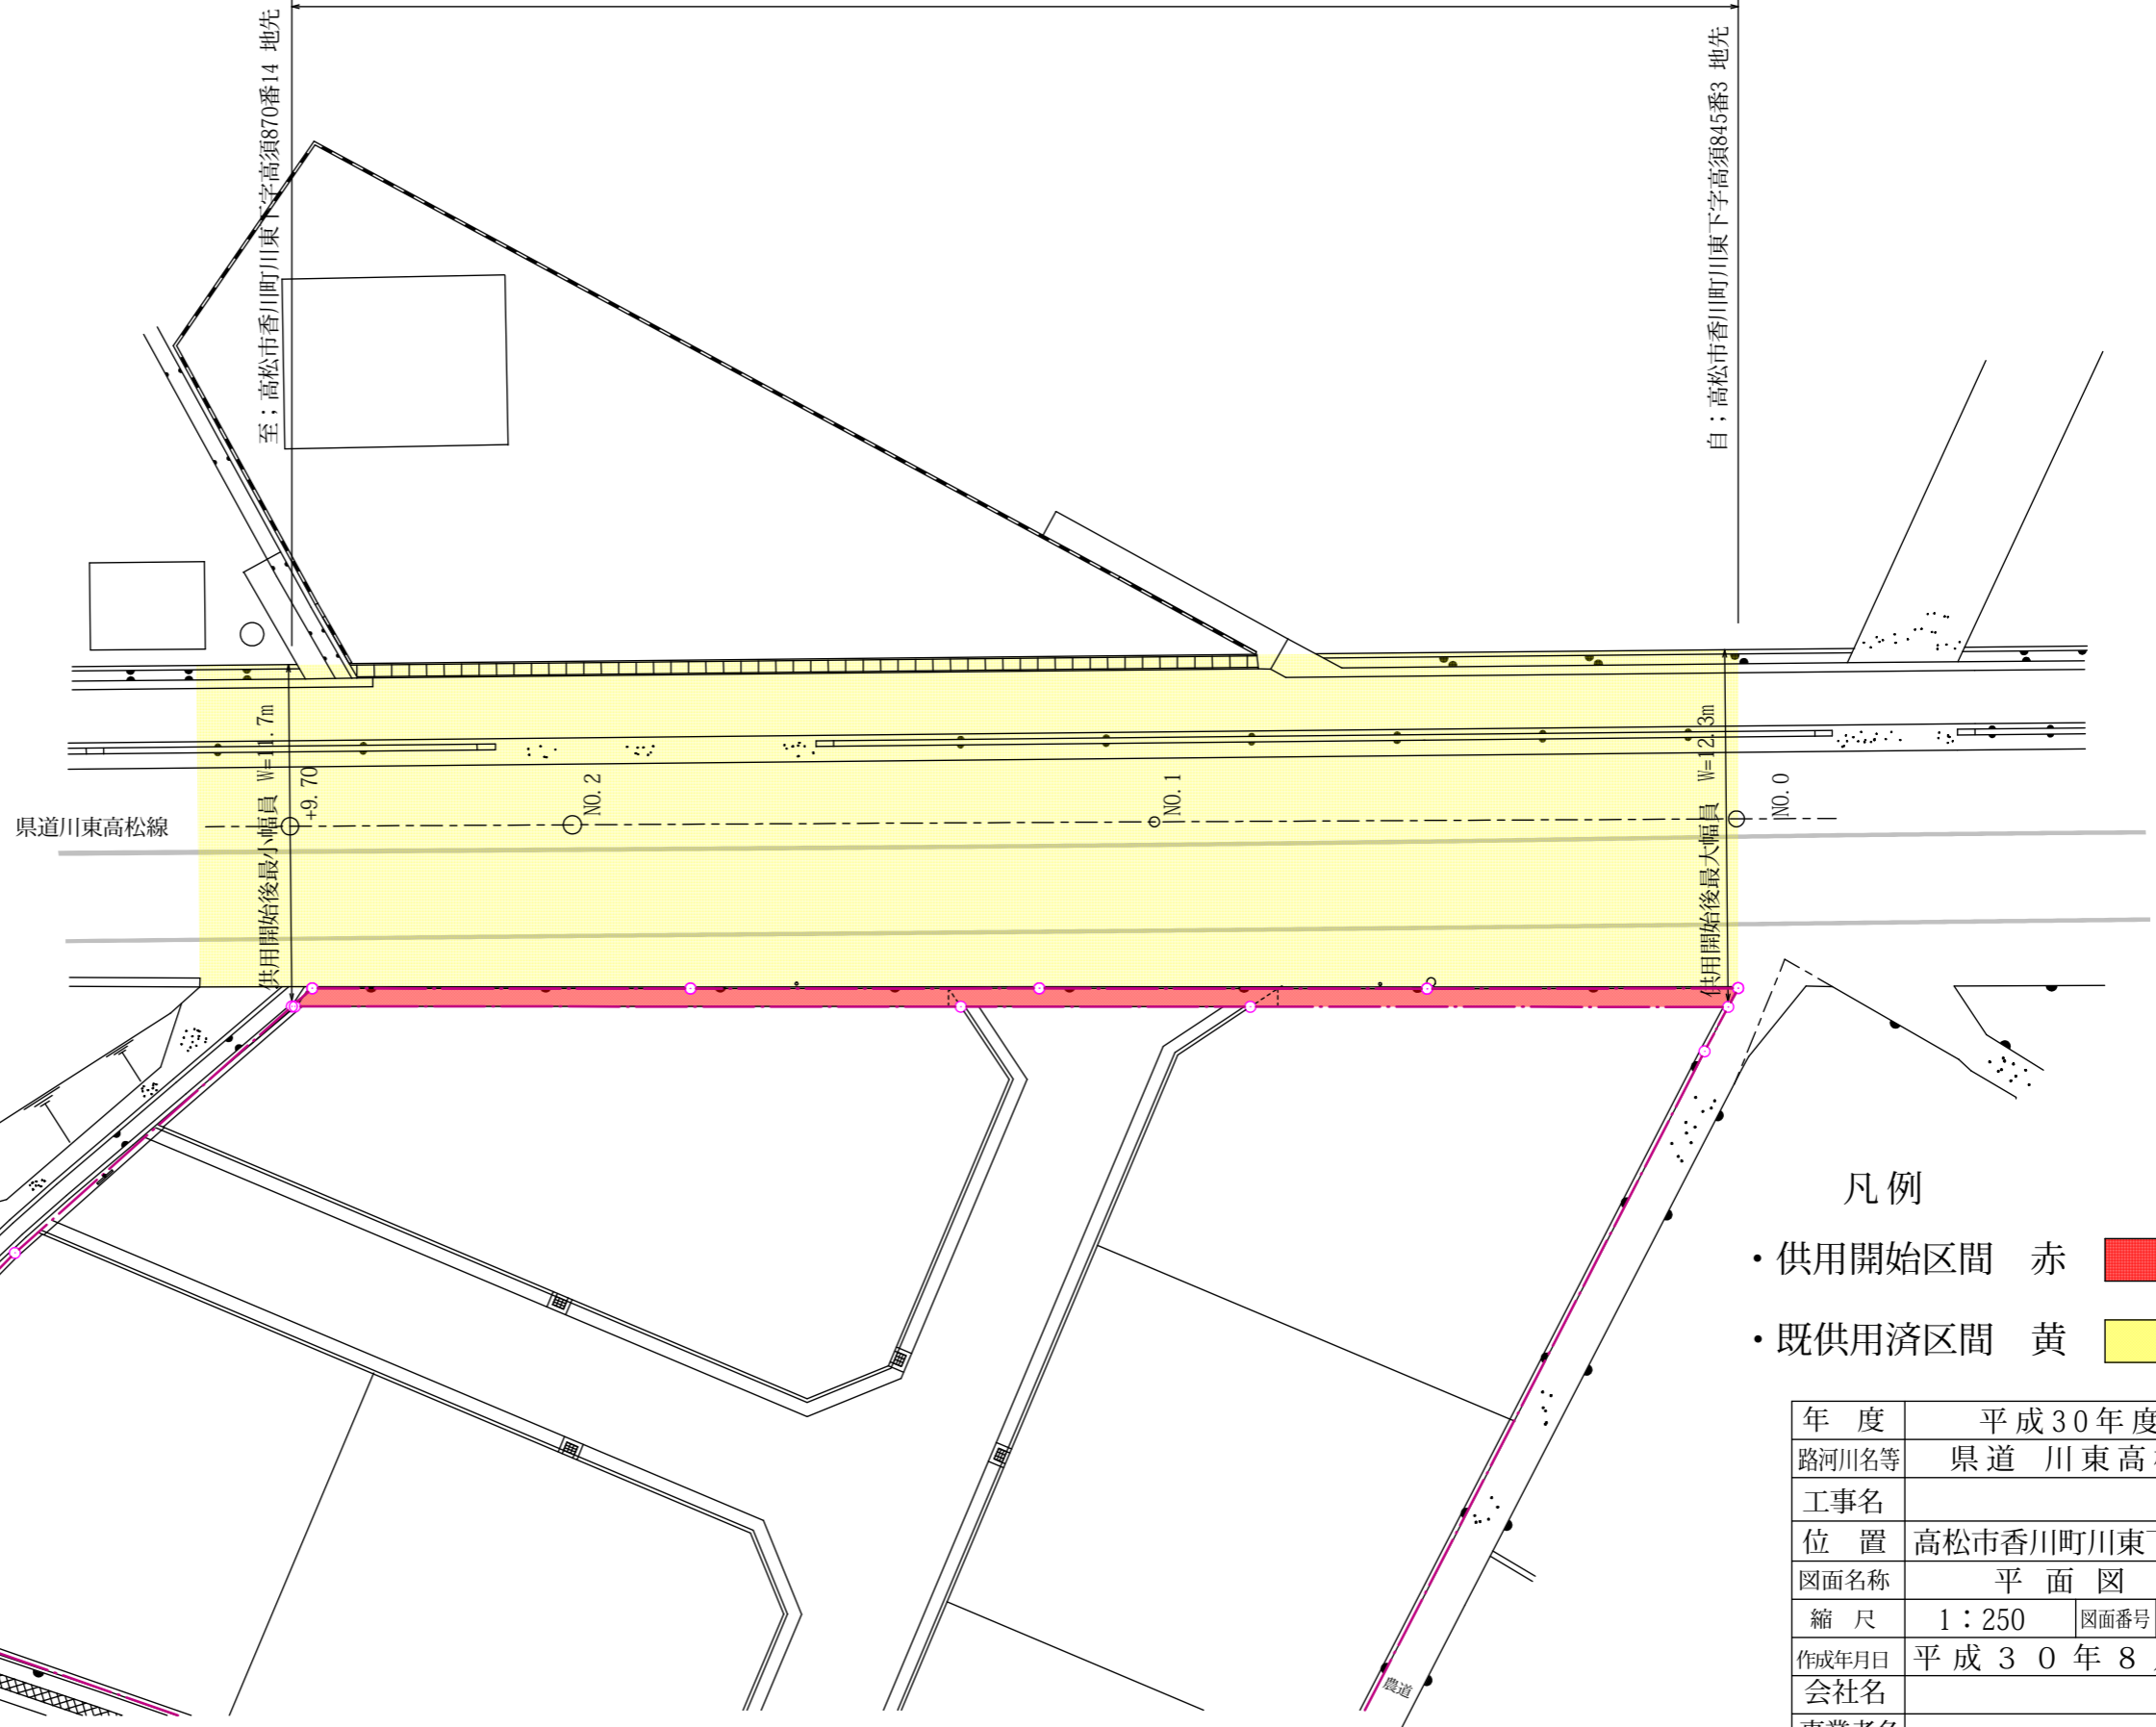 至；高松市香川町川東下字高須870番14 地先
自；高松市香川町川東下字高須845番3 地先
供用開始後最小幅員 W=11.7m
+9.70
NO.2
NO.1
供用開始後最大幅員 W=12.3m
NO.0
県道川東高松線
凡例
・供用開始区間 赤
・既供用済区間 黄
農道
年 度 平成30年度
路河川名等 県道 川東高
工事名
位 置 高松市香川町川東
図面名称 平面図
縮 尺 1：250 図面番号
作成年月日 平成３０年８
会社名